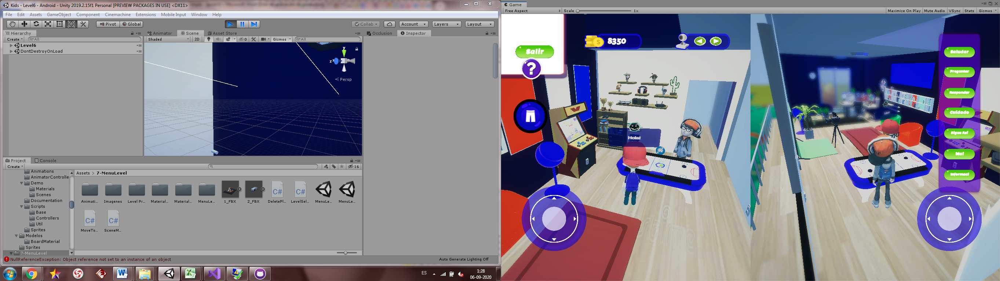 Kids - Level6 - Android - Unity 2019.2.15f1 Personal [PREVIEW PACKAGES IN USE] <DX11>
File Edit Assets GameObject Component Cinemachine Extensions Mobile Input Window Help
Pivot Global Collab Account Layers Layout
Hierarchy
Create All
Level6
DontDestroyOnLoad
Animator Scene Asset Store
Shaded 2D 0 Gizmos All
y
z
Persp
Occlusion Inspector
Project Console
Create 16
Animations
AnimatorControlle
Demo
Materials
Scenes
Documentation
Scripts
Base
Controllers
Util
Sprites
Modelos
BoardMaterial
Sprites
7-MenuLevel
Assets > 7-MenuLevel
Animati... Imagenes Level Pr... Material... Material... MenuLe... 1_FBX 2_FBX DeletePl... LevelSel... MenuLe... MenuLe...
C# C#
MoveTo... SceneM...
NullReferenceException: Object reference not set to an instance of an object
Auto Generate Lighting Off
ES
1:28
06-09-2020
Game
Free Aspect Scale 1x Maximize On Play Mute Audio VSync Stats Gizmos
Salir
?
8350
Hola!
Saludar
Preguntar
Responder
Cuidado
Sigue Asi
Mal
Informaci